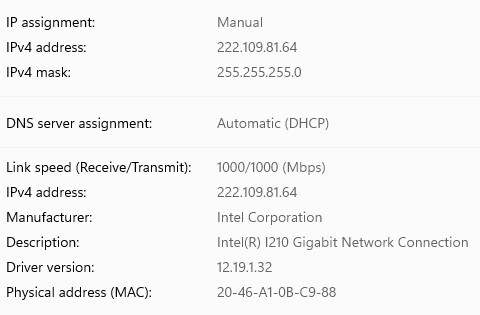 IP assignment: Manual
IPv4 address: 222.109.81.64
IPv4 mask: 255.255.255.0
DNS server assignment: Automatic (DHCP)
Link speed (Receive/Transmit): 1000/1000 (Mbps)
IPv4 address: 222.109.81.64
Manufacturer: Intel Corporation
Description: Intel(R) I210 Gigabit Network Connection
Driver version: 12.19.1.32
Physical address (MAC): 20-46-A1-0B-C9-88